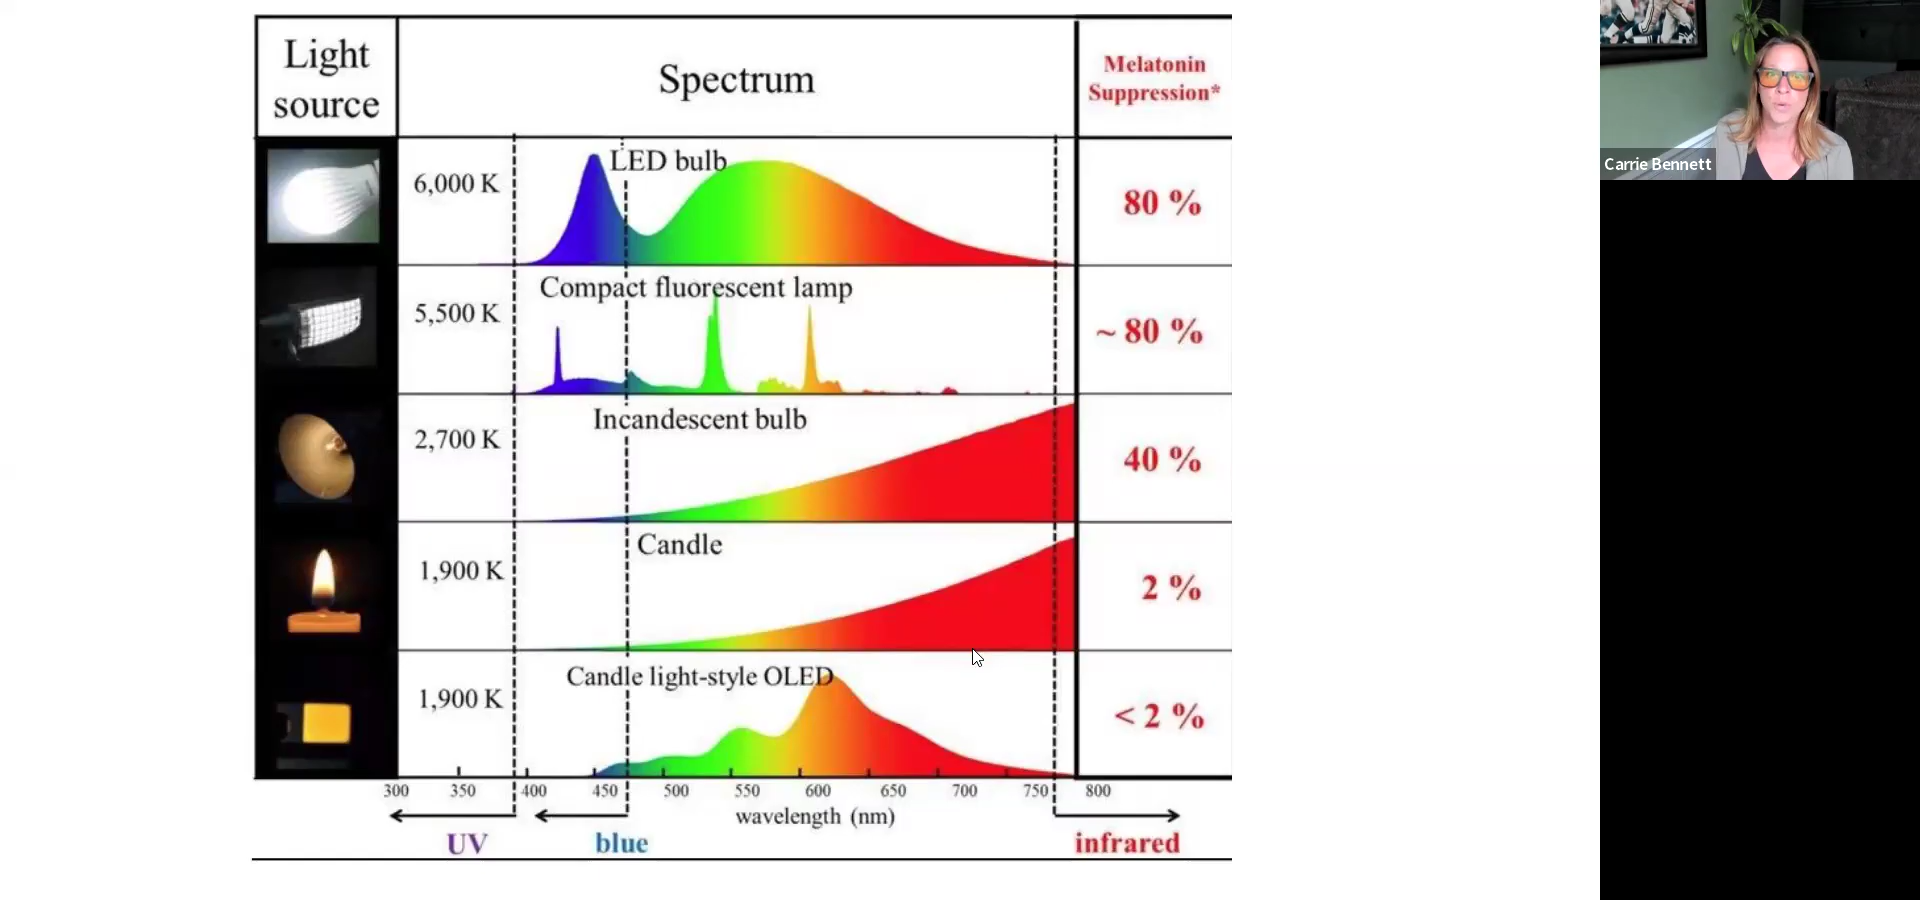 Light
source
Spectrum
Melatonin
Suppression*
6,000 K
LED bulb
80 %
5,500 K
Compact fluorescent lamp
~ 80 %
2,700 K
Incandescent bulb
40 %
1,900 K
Candle
2 %
1,900 K
Candle light-style OLED
< 2 %
300 350 400 450 500 550 600 650 700 750 800
wavelength (nm)
UV
blue
infrared
Carrie Bennett